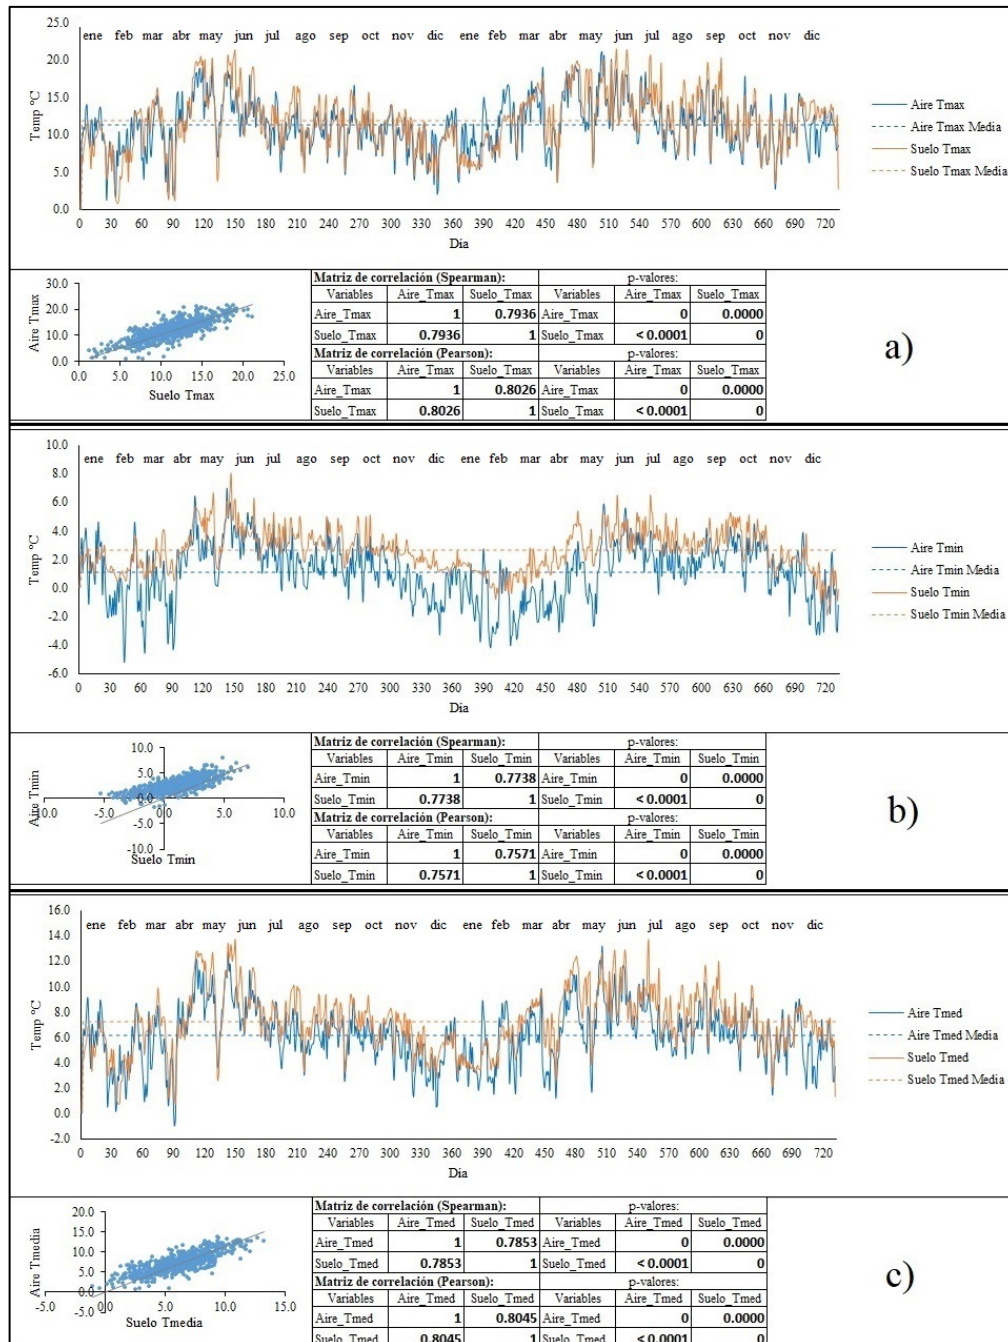 25.0
20.0
15.0
10.0
5.0
0.0
Temp ºC
ene feb mar abr may jun jul ago sep oct nov dic ene feb mar abr may jun jul ago sep oct nov dic
0 30 60 90 120 150 180 210 240 270 300 330 360 390 420 450 480 510 540 570 600 630 660 690 720
Dia
Aire Tmax
Aire Tmax Media
Suelo Tmax
Suelo Tmax Media
30.0
20.0
10.0
0.0
Aire Tmax
0.0 5.0 10.0 15.0 20.0 25.0
Suelo Tmax
Matriz de correlación (Spearman): p-valores:
Variables Aire_Tmax Suelo_Tmax Variables Aire_Tmax Suelo_Tmax
Aire_Tmax 1 0.7936 Aire_Tmax 0 0.0000
Suelo_Tmax 0.7936 1 Suelo_Tmax < 0.0001 0
Matriz de correlación (Pearson): p-valores:
Variables Aire_Tmax Suelo_Tmax Variables Aire_Tmax Suelo_Tmax
Aire_Tmax 1 0.8026 Aire_Tmax 0 0.0000
Suelo_Tmax 0.8026 1 Suelo_Tmax < 0.0001 0
a)
10.0
8.0
6.0
4.0
2.0
0.0
-2.0
-4.0
-6.0
Temp ºC
ene feb mar abr may jun jul ago sep oct nov dic ene feb mar abr may jun jul ago sep oct nov dic
0 30 60 90 120 150 180 210 240 270 300 330 360 390 420 450 480 510 540 570 600 630 660 690 720
Dia
Aire Tmin
Aire Tmin Media
Suelo Tmin
Suelo Tmin Media
10.0
5.0
0.0
-5.0
-10.0
Aire Tmin
-10.0 0.0 10.0
Suelo Tmin
Matriz de correlación (Spearman): p-valores:
Variables Aire_Tmin Suelo_Tmin Variables Aire_Tmin Suelo_Tmin
Aire_Tmin 1 0.7738 Aire_Tmin 0 0.0000
Suelo_Tmin 0.7738 1 Suelo_Tmin < 0.0001 0
Matriz de correlación (Pearson): p-valores:
Variables Aire_Tmin Suelo_Tmin Variables Aire_Tmin Suelo_Tmin
Aire_Tmin 1 0.7571 Aire_Tmin 0 0.0000
Suelo_Tmin 0.7571 1 Suelo_Tmin < 0.0001 0
b)
16.0
14.0
12.0
10.0
8.0
6.0
4.0
2.0
0.0
-2.0
Temp ºC
ene feb mar abr may jun jul ago sep oct nov dic ene feb mar abr may jun jul ago sep oct nov dic
0 30 60 90 120 150 180 210 240 270 300 330 360 390 420 450 480 510 540 570 600 630 660 690 720
Dia
Aire Tmed
Aire Tmed Media
Suelo Tmed
Suelo Tmed Media
20.0
15.0
10.0
5.0
0.0
-5.0
Aire Tmedia
-5.0 5.0 10.0 15.0
Suelo Tmedia
Matriz de correlación (Spearman): p-valores:
Variables Aire_Tmed Suelo_Tmed Variables Aire_Tmed Suelo_Tmed
Aire_Tmed 1 0.7853 Aire_Tmed 0 0.0000
Suelo_Tmed 0.7853 1 Suelo_Tmed < 0.0001 0
Matriz de correlación (Pearson): p-valores:
Variables Aire_Tmed Suelo_Tmed Variables Aire_Tmed Suelo_Tmed
Aire_Tmed 1 0.8045 Aire_Tmed 0 0.0000
Suelo_Tmed 0.8045 1 Suelo_Tmed < 0.0001 0
c)